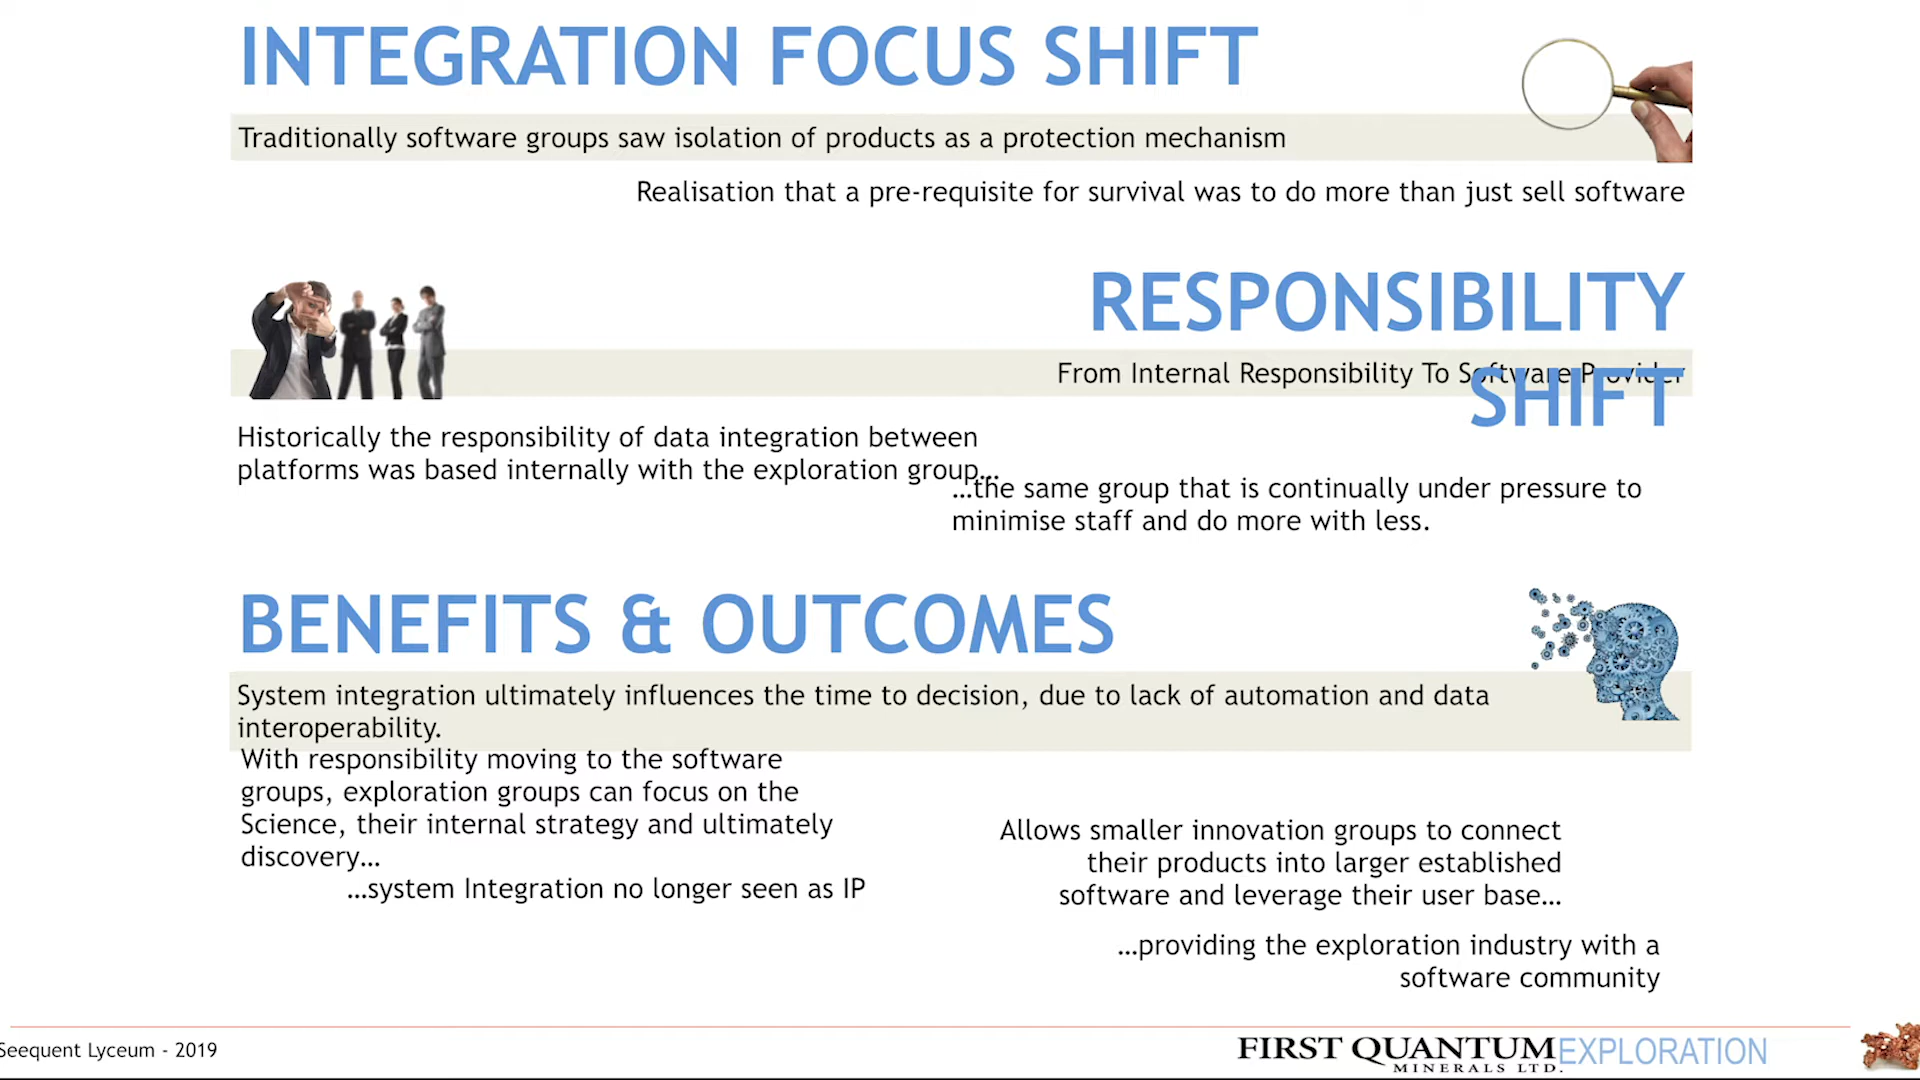 INTEGRATION FOCUS SHIFT
Traditionally software groups saw isolation of products as a protection mechanism
Realisation that a pre-requisite for survival was to do more than just sell software
RESPONSIBILITY
SHIFT
From Internal Responsibility To Software Provider
Historically the responsibility of data integration between
platforms was based internally with the exploration group…
…the same group that is continually under pressure to
minimise staff and do more with less.
BENEFITS & OUTCOMES
System integration ultimately influences the time to decision, due to lack of automation and data
interoperability.
With responsibility moving to the software
groups, exploration groups can focus on the
Science, their internal strategy and ultimately
discovery…
…system Integration no longer seen as IP
Allows smaller innovation groups to connect
their products into larger established
software and leverage their user base…
…providing the exploration industry with a
software community
Seequent Lyceum - 2019
FIRST QUANTUM EXPLORATION
MINERALS LTD.